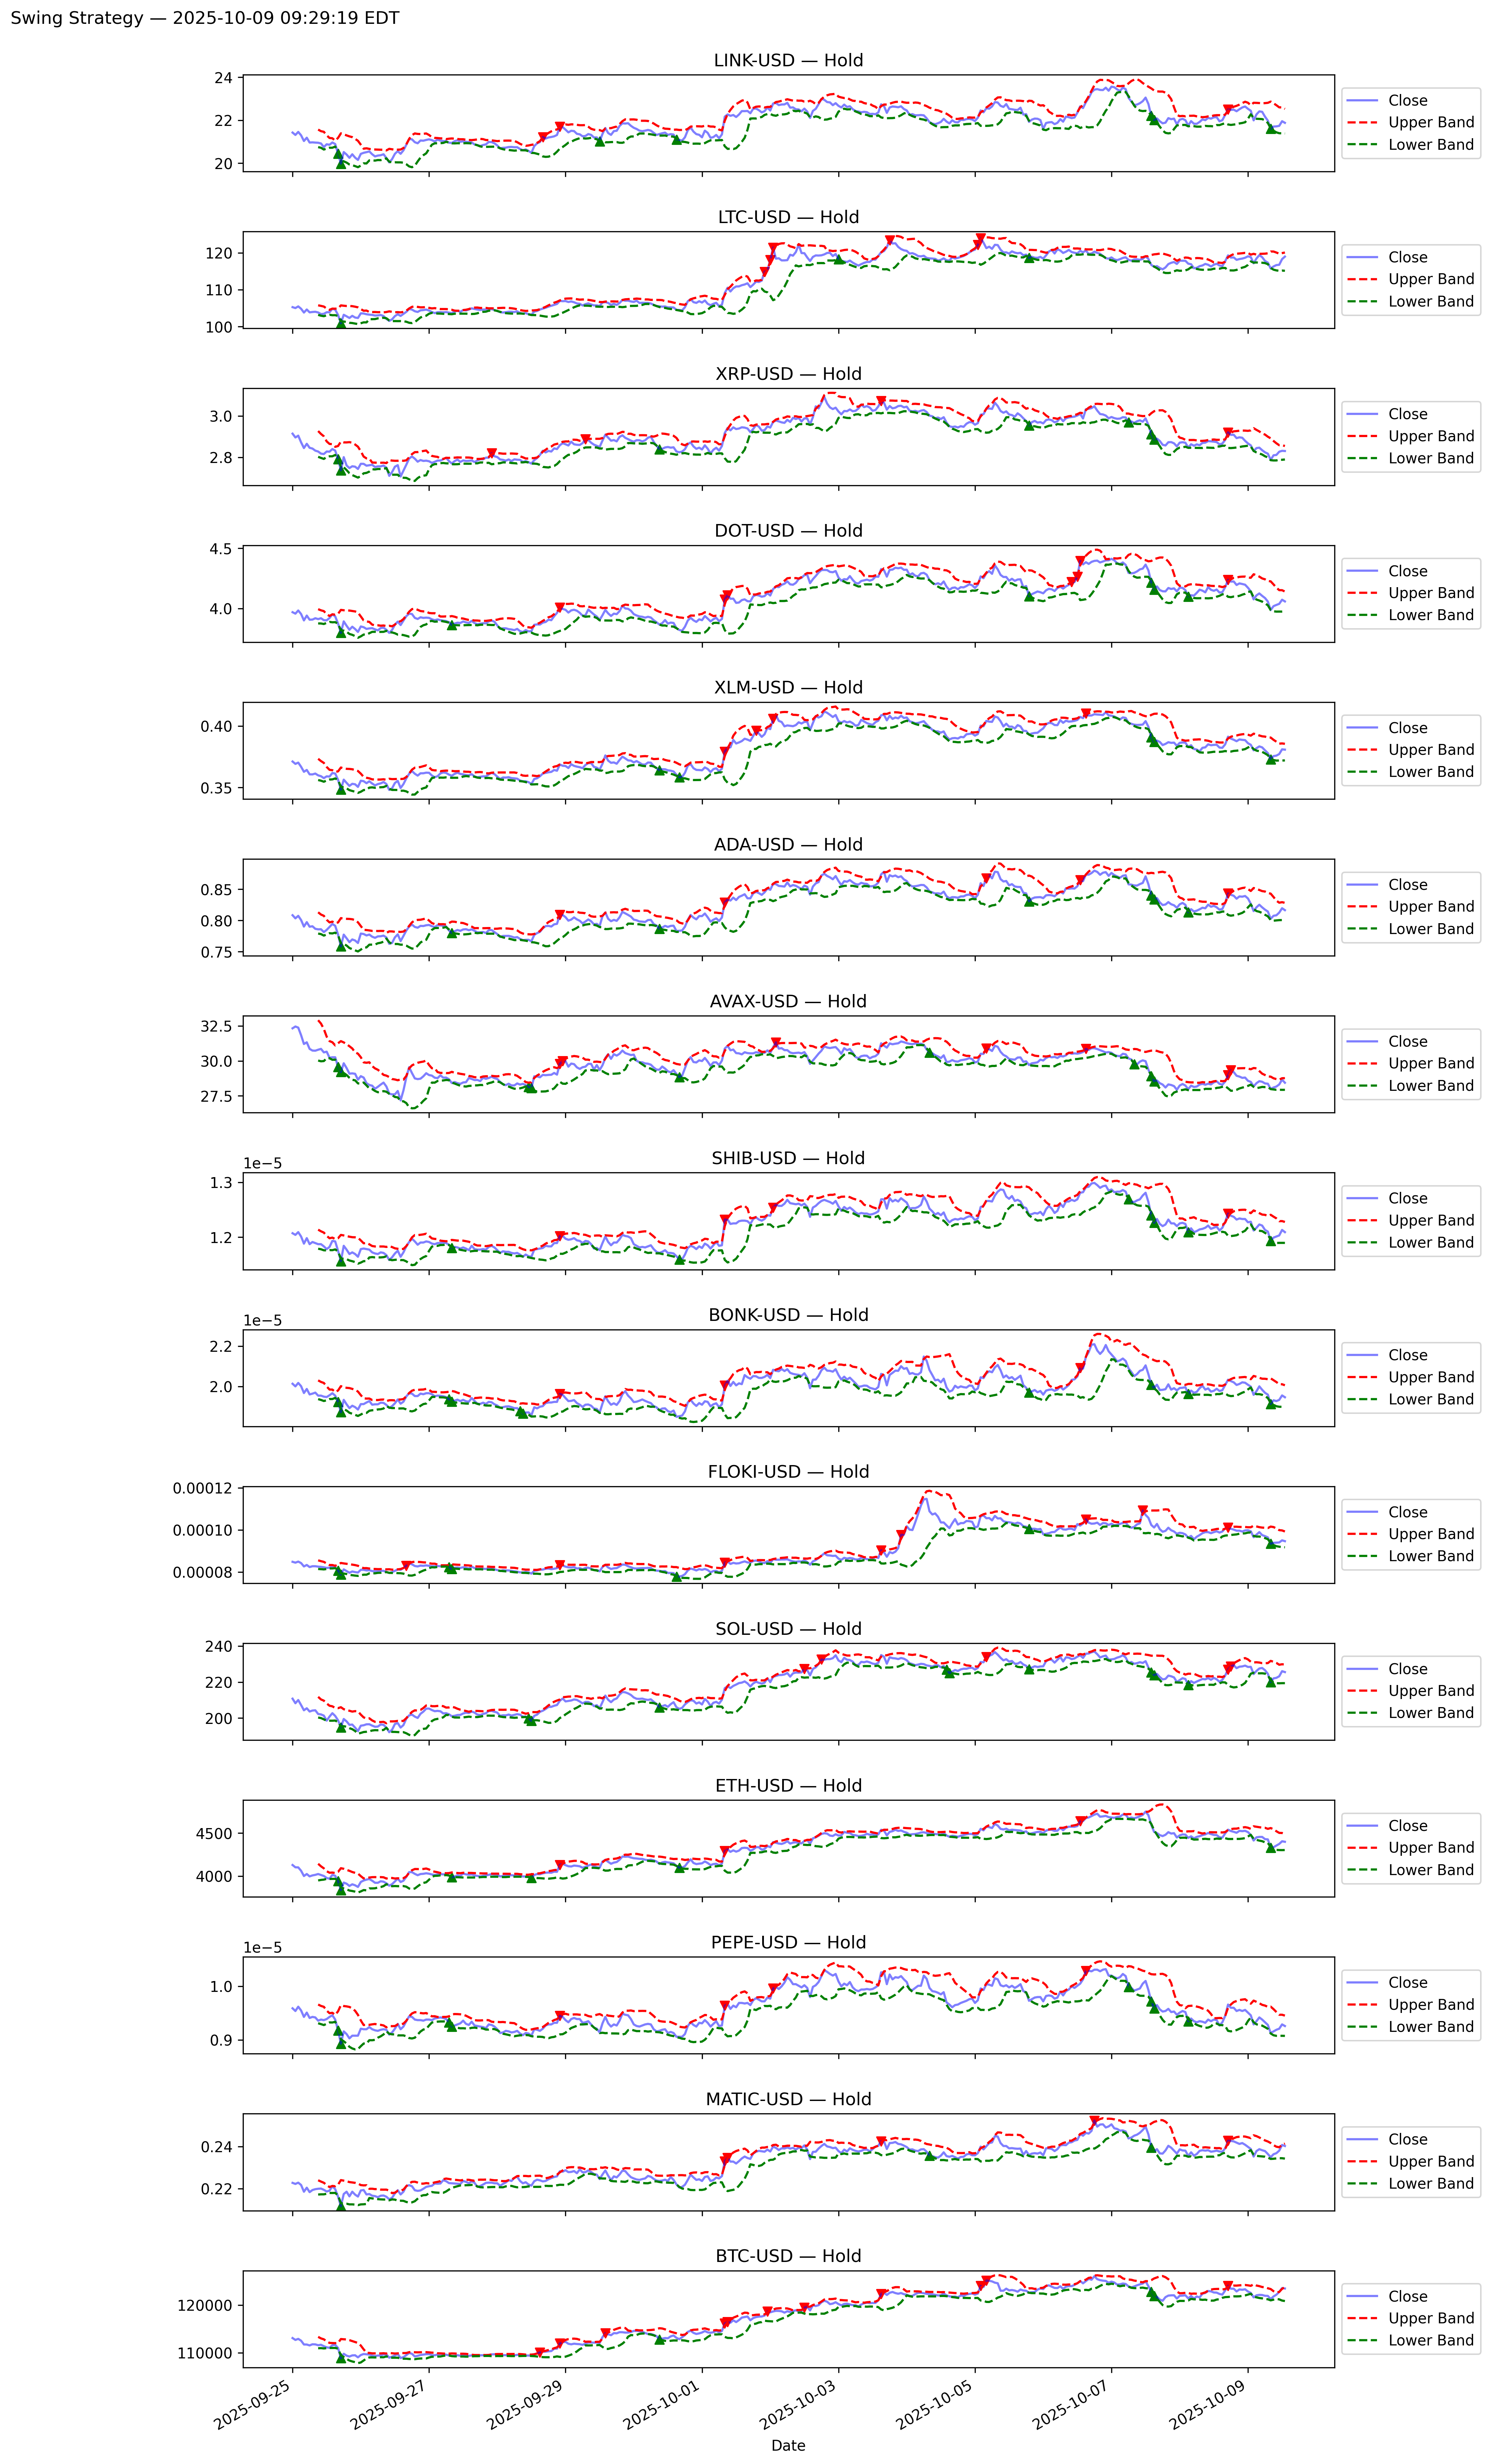 Swing Strategy — 2025-10-09 09:29:19 EDT
LINK-USD — Hold
24
22
20
Close
Upper Band
Lower Band
LTC-USD — Hold
120
110
100
Close
Upper Band
Lower Band
XRP-USD — Hold
3.0
2.8
Close
Upper Band
Lower Band
DOT-USD — Hold
4.5
4.0
Close
Upper Band
Lower Band
XLM-USD — Hold
0.40
0.35
Close
Upper Band
Lower Band
ADA-USD — Hold
0.85
0.80
0.75
Close
Upper Band
Lower Band
AVAX-USD — Hold
32.5
30.0
27.5
Close
Upper Band
Lower Band
SHIB-USD — Hold
1e−5
1.3
1.2
Close
Upper Band
Lower Band
BONK-USD — Hold
1e−5
2.2
2.0
Close
Upper Band
Lower Band
FLOKI-USD — Hold
0.00012
0.00010
0.00008
Close
Upper Band
Lower Band
SOL-USD — Hold
240
220
200
Close
Upper Band
Lower Band
ETH-USD — Hold
4500
4000
Close
Upper Band
Lower Band
PEPE-USD — Hold
1e−5
1.0
0.9
Close
Upper Band
Lower Band
MATIC-USD — Hold
0.24
0.22
Close
Upper Band
Lower Band
BTC-USD — Hold
120000
110000
Close
Upper Band
Lower Band
2025-09-25
2025-09-27
2025-09-29
2025-10-01
2025-10-03
2025-10-05
2025-10-07
2025-10-09
Date